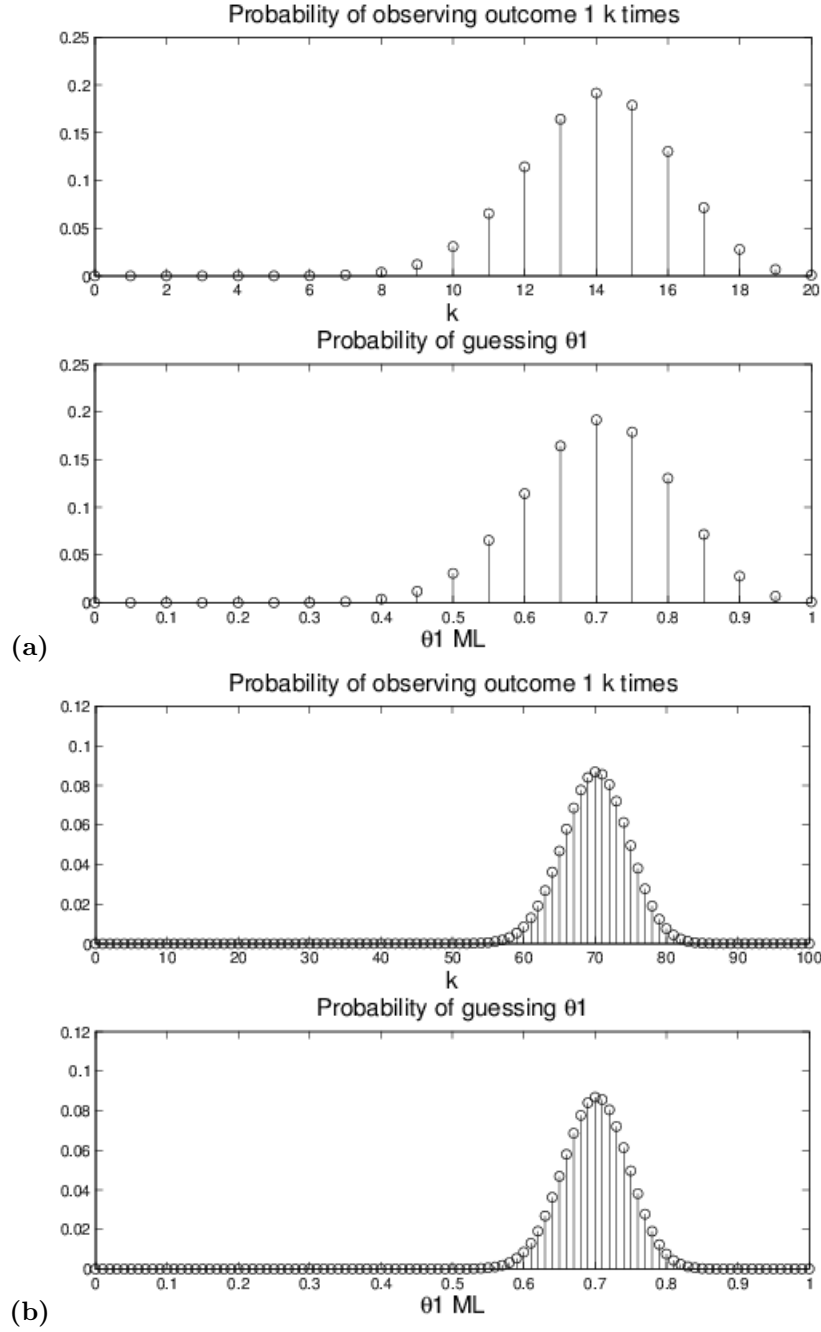 Probability of observing outcome 1 k times
0.25
0.2
0.15
0.1
0.05
0
0 2 4 6 8 10 12 14 16 18 20
k
Probability of guessing θ1
0.25
0.2
0.15
0.1
0.05
0
0 0.1 0.2 0.3 0.4 0.5 0.6 0.7 0.8 0.9 1
θ1 ML
(a)
Probability of observing outcome 1 k times
0.12
0.1
0.08
0.06
0.04
0.02
0
0 10 20 30 40 50 60 70 80 90 100
k
Probability of guessing θ1
0.12
0.1
0.08
0.06
0.04
0.02
0
0 0.1 0.2 0.3 0.4 0.5 0.6 0.7 0.8 0.9 1
θ1 ML
(b)